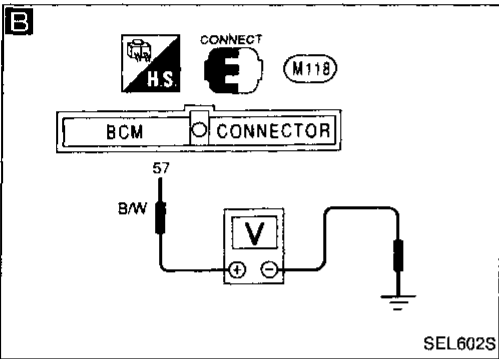 B
CONNECT
H.S.
M118
BCM CONNECTOR
57
B/W
V
+ -
SEL602S